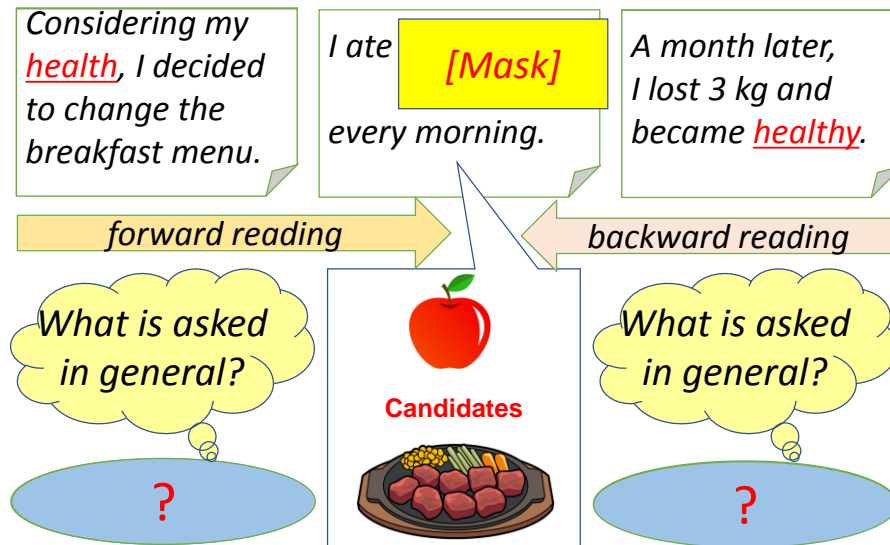 Considering my
health, I decided
to change the
breakfast menu.
I ate [Mask]
every morning.
A month later,
I lost 3 kg and
became healthy.
forward reading
backward reading
What is asked
in general?
?
Candidates
What is asked
in general?
?